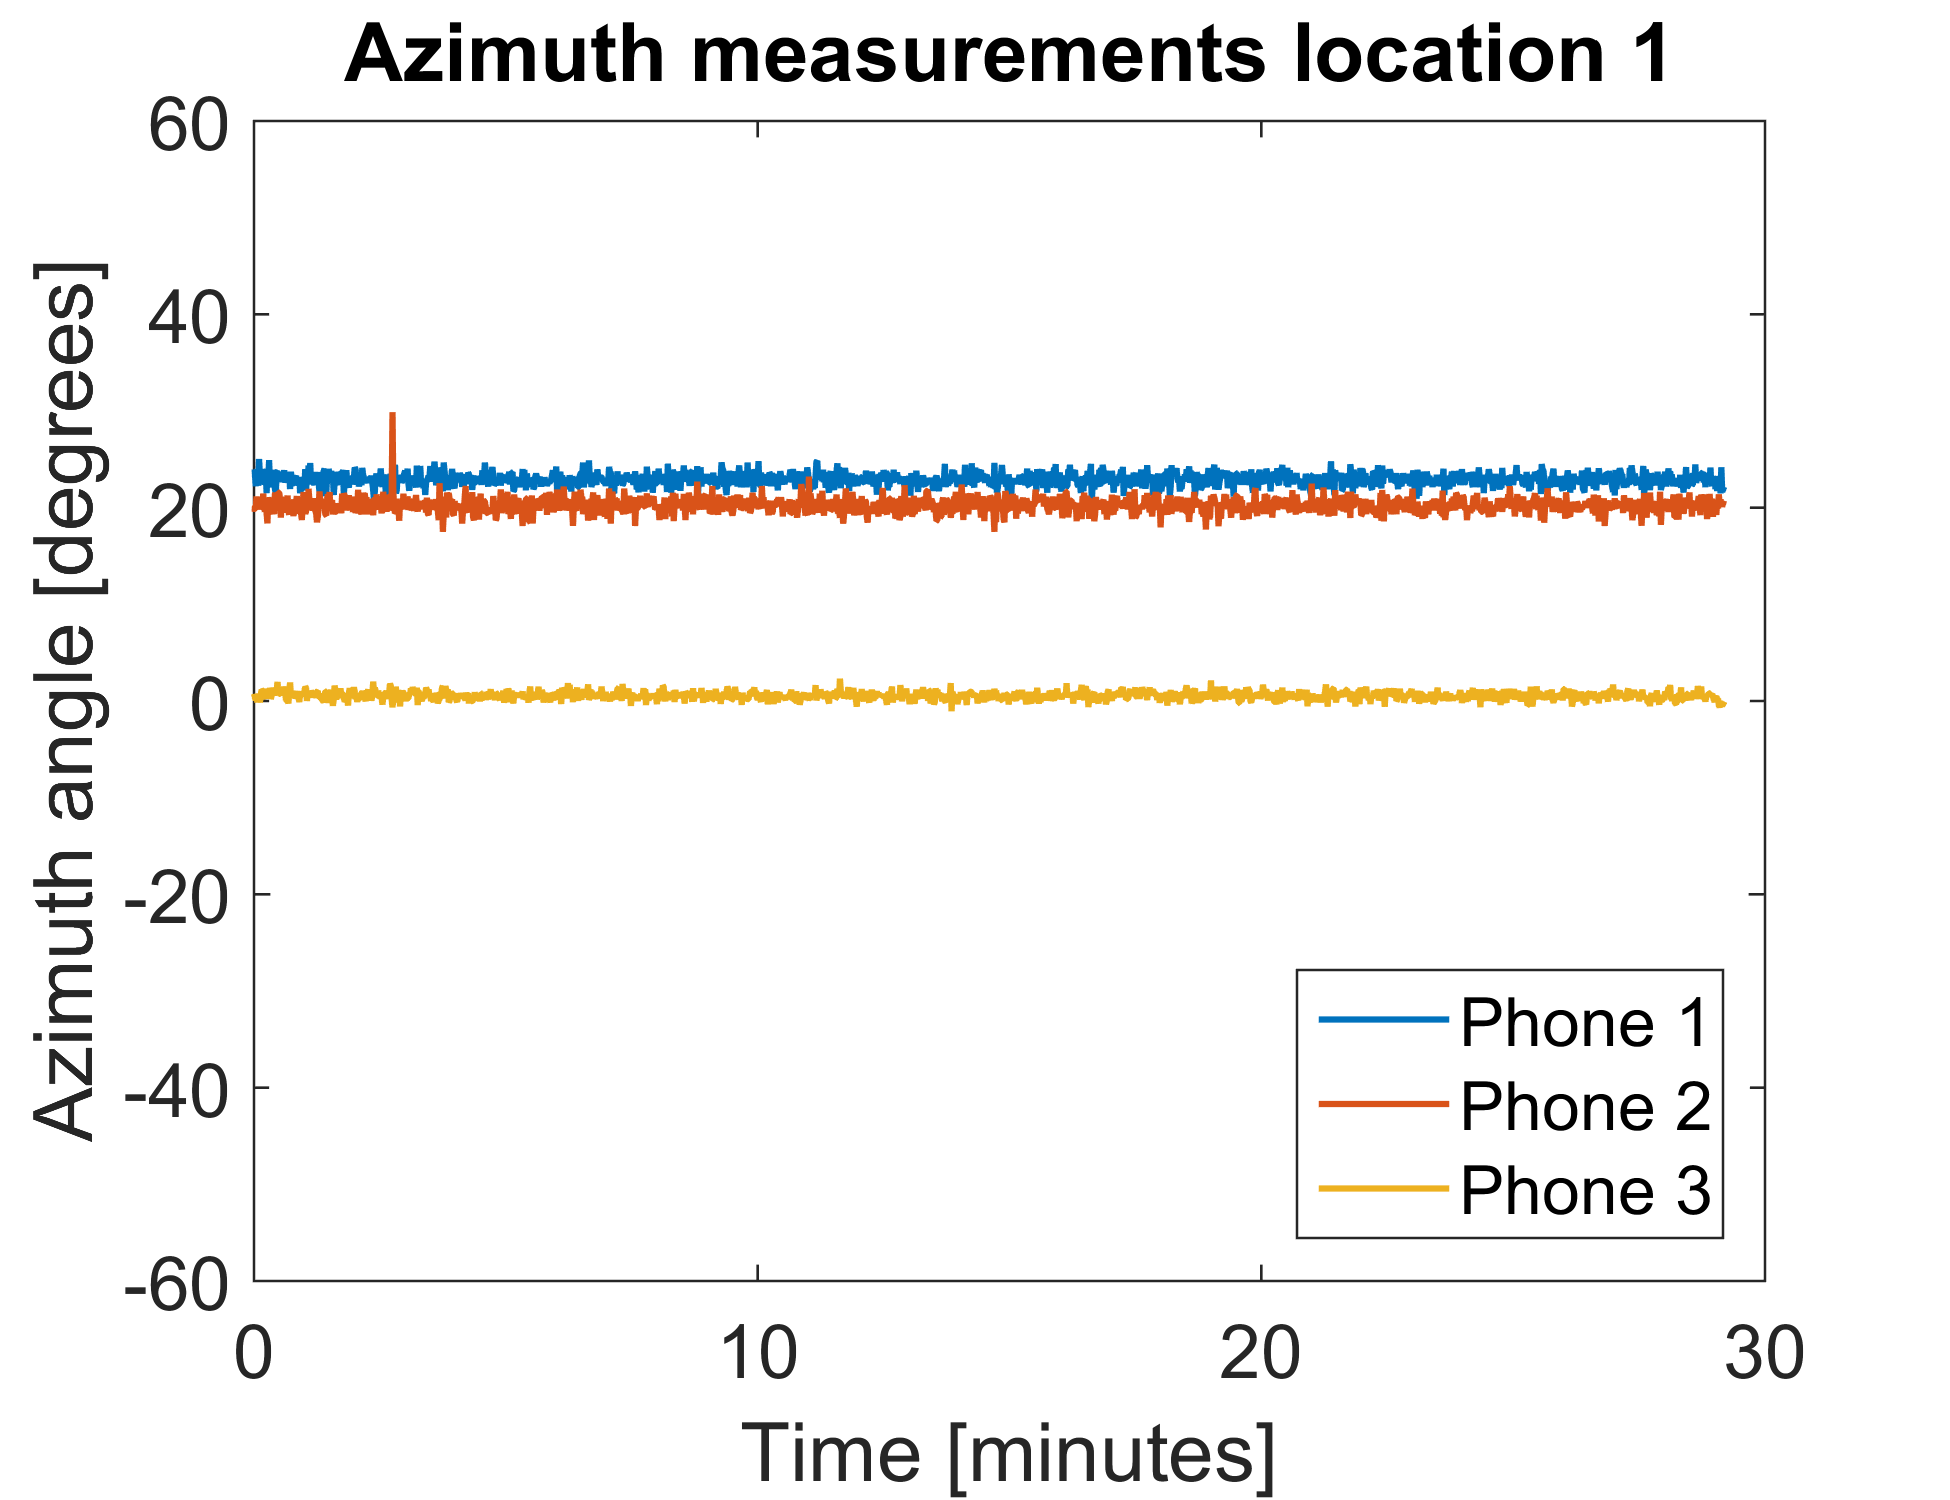 Azimuth measurements location 1
Azimuth angle [degrees]
60
40
20
0
-20
-40
-60
Phone 1
Phone 2
Phone 3
0 10 20 30
Time [minutes]